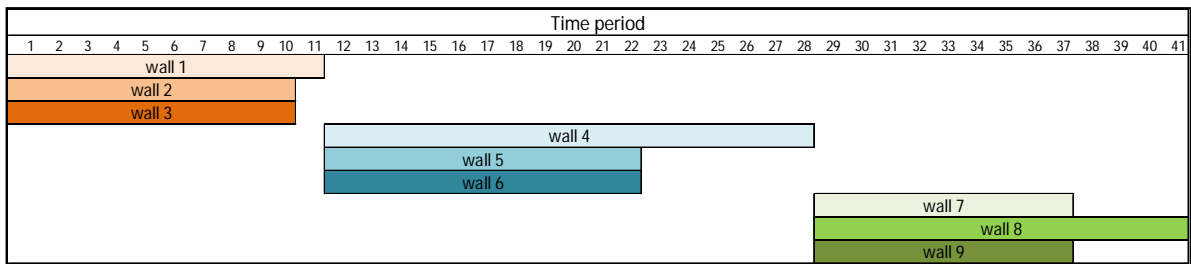 Time period
1 2 3 4 5 6 7 8 9 10 11 12 13 14 15 16 17 18 19 20 21 22 23 24 25 26 27 28 29 30 31 32 33 34 35 36 37 38 39 40 41
wall 1
wall 2
wall 3
wall 4
wall 5
wall 6
wall 7
wall 8
wall 9